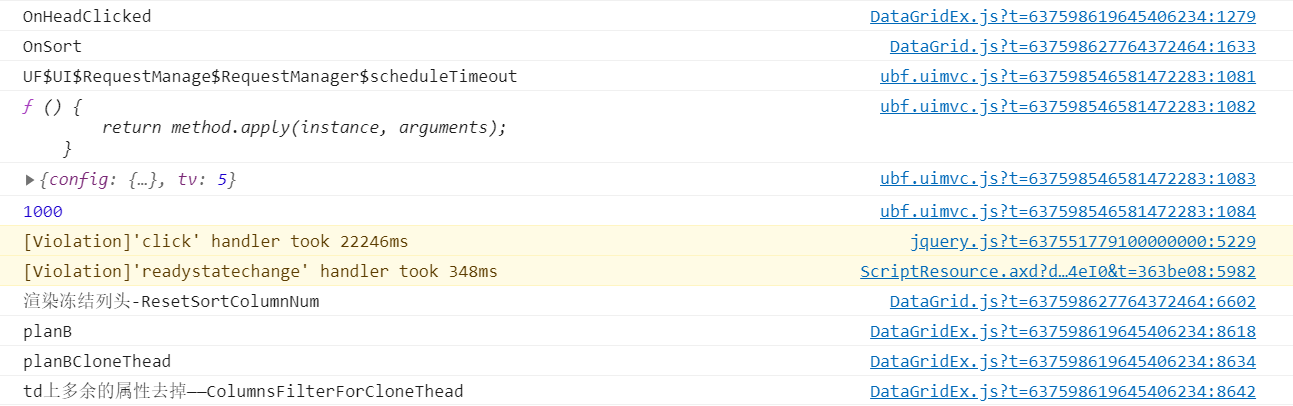 OnHeadClicked DataGridEx.js?t=637598619645406234:1279
OnSort DataGrid.js?t=637598627764372464:1633
UF$UI$RequestManage$RequestManager$scheduleTimeout ubf.uimvc.js?t=637598546581472283:1081
ƒ () { ubf.uimvc.js?t=637598546581472283:1082
return method.apply(instance, arguments);
}
▶{config: {…}, tv: 5} ubf.uimvc.js?t=637598546581472283:1083
1000 ubf.uimvc.js?t=637598546581472283:1084
[Violation]'click' handler took 22246ms jquery.js?t=637551779100000000:5229
[Violation]'readystatechange' handler took 348ms ScriptResource.axd?d…4eI0&t=363be08:5982
渲染冻结列头-ResetSortColumnNum DataGrid.js?t=637598627764372464:6602
planB DataGridEx.js?t=637598619645406234:8618
planBCloneThead DataGridEx.js?t=637598619645406234:8634
td上多余的属性去掉——ColumnsFilterForCloneThead DataGridEx.js?t=637598619645406234:8642